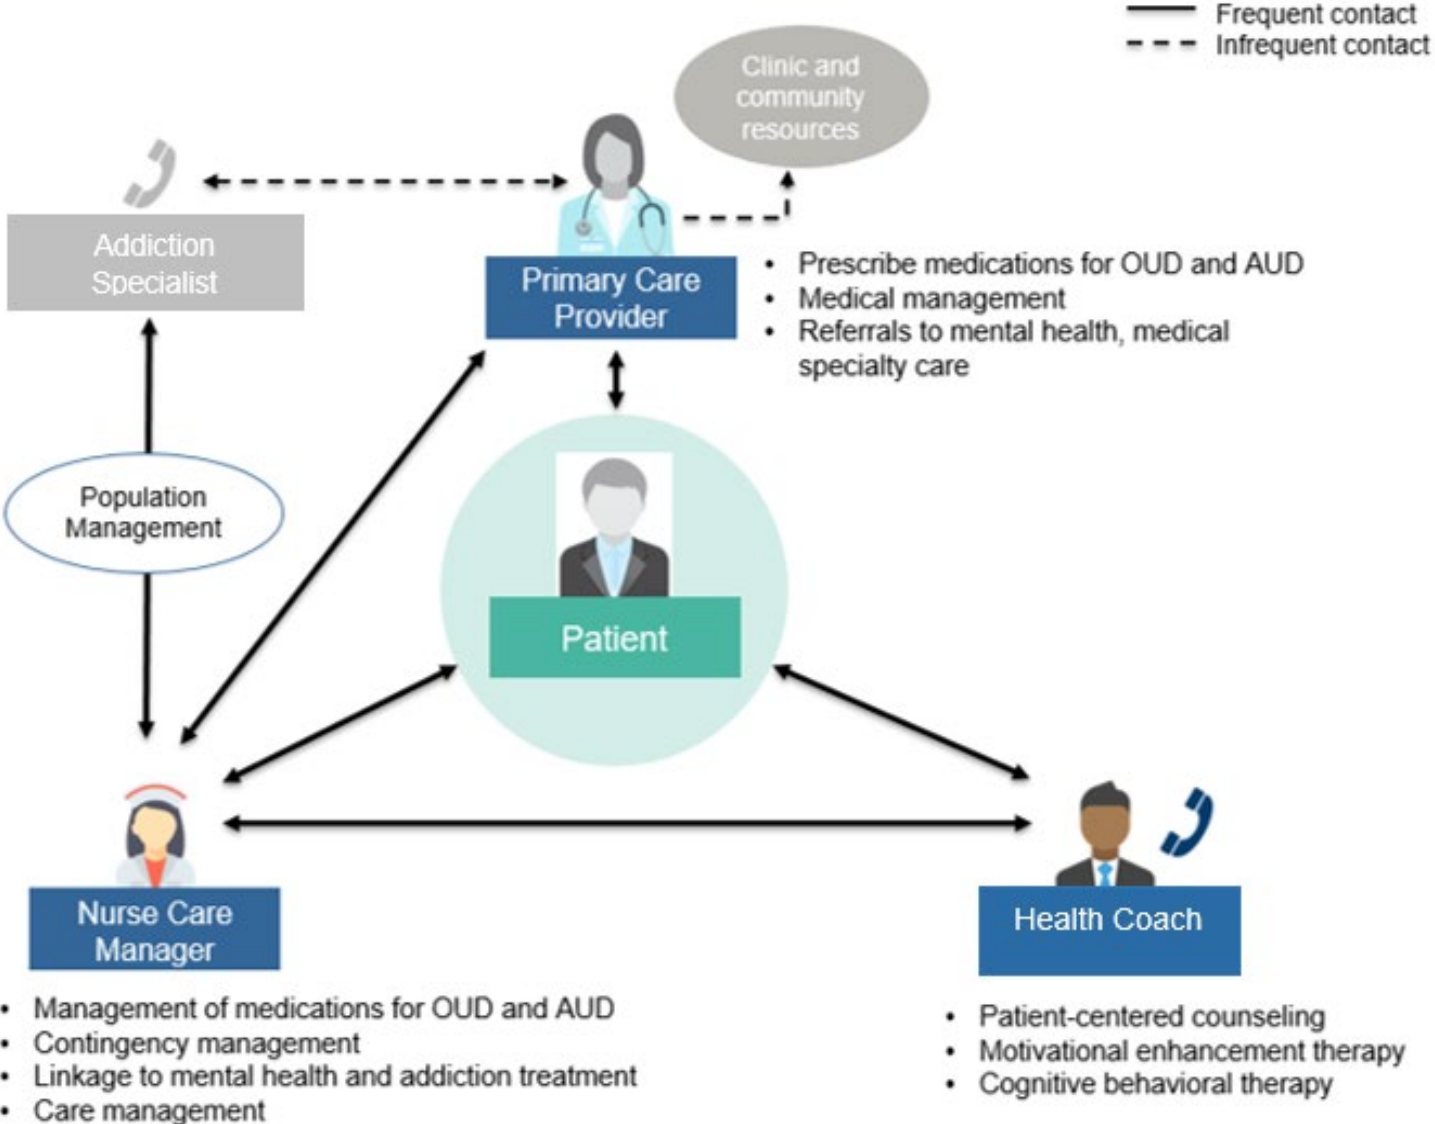 Frequent contact
Infrequent contact
Clinic and
community
resources
Addiction
Specialist
Primary Care
Provider
• Prescribe medications for OUD and AUD
• Medical management
• Referrals to mental health, medical
specialty care
Population
Management
Patient
Nurse Care
Manager
• Management of medications for OUD and AUD
• Contingency management
• Linkage to mental health and addiction treatment
• Care management
Health Coach
• Patient-centered counseling
• Motivational enhancement therapy
• Cognitive behavioral therapy